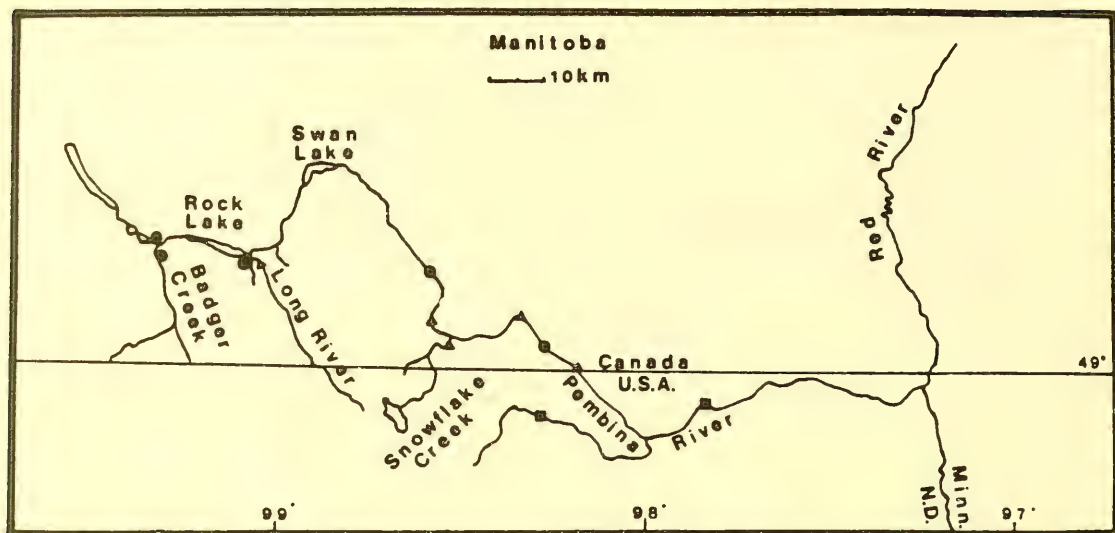 Manitoba
10km
Swan
Lake
Rock
Lake
Badger
Creek
Long River
Snowflake
Creek
Pembina
River
Canada
U.S.A.
49°
Red River
N.D.
Minn.
99°
98°
97°